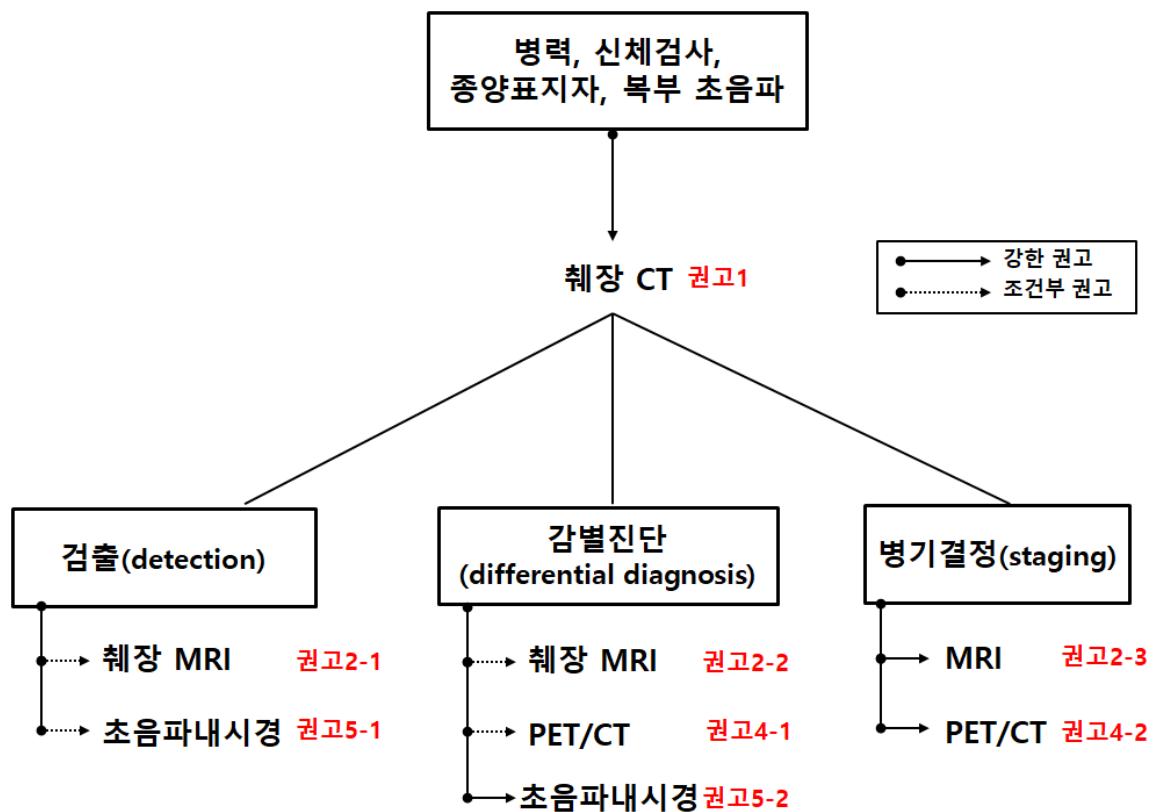 병력, 신체검사,
종양표지자, 복부 초음파
췌장 CT 권고1
강한 권고
조건부 권고
검출(detection)
췌장 MRI 권고2-1
초음파내시경 권고5-1
감별진단
(differential diagnosis)
췌장 MRI 권고2-2
PET/CT 권고4-1
초음파내시경 권고5-2
병기결정(staging)
MRI 권고2-3
PET/CT 권고4-2